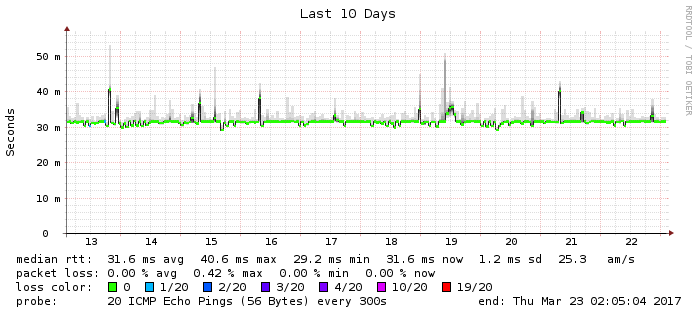 Last 10 Days
RRDTOOL / TOBI OETIKER
Seconds
50 m
40 m
30 m
20 m
10 m
0
13 14 15 16 17 18 19 20 21 22
median rtt: 31.6 ms avg 40.6 ms max 29.2 ms min 31.6 ms now 1.2 ms sd 25.3 am/s
packet loss: 0.00 % avg 0.42 % max 0.00 % min 0.00 % now
loss color: 0 1/20 2/20 3/20 4/20 10/20 19/20
probe: 20 ICMP Echo Pings (56 Bytes) every 300s end: Thu Mar 23 02:05:04 2017